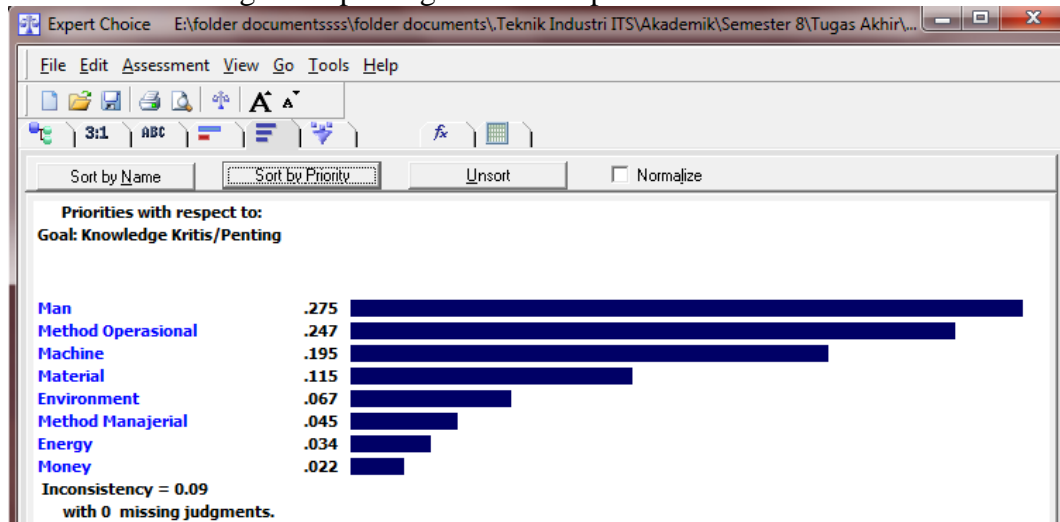 Expert Choice E:\folder documentssss\folder documents\.Teknik Industri ITS\Akademik\Semester 8\Tugas Akhir\...
File Edit Assessment View Go Tools Help
A A
3:1 ABC fx
Sort by Name Sort by Priority Unsort Normalize
Priorities with respect to:
Goal: Knowledge Kritis/Penting
Man .275
Method Operasional .247
Machine .195
Material .115
Environment .067
Method Manajerial .045
Energy .034
Money .022
Inconsistency = 0.09
with 0 missing judgments.